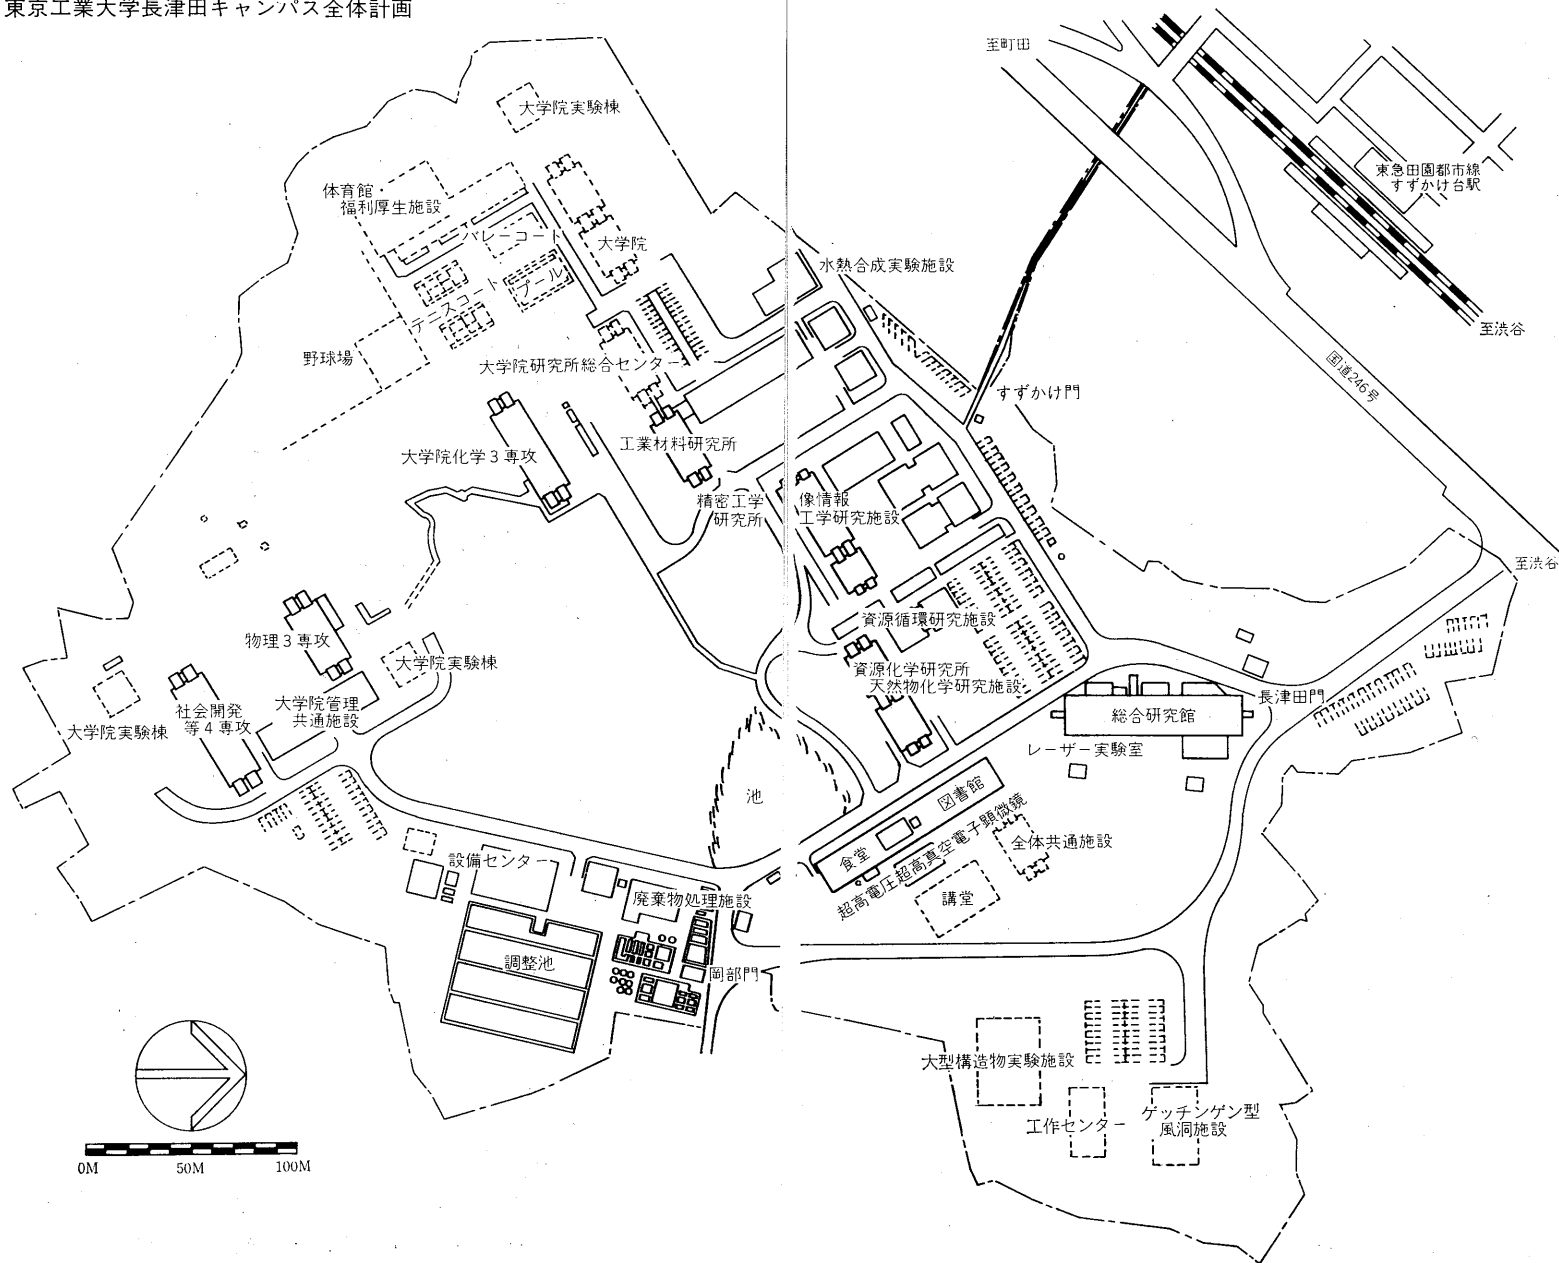 東京工業大学長津田キャンパス全体計画
至町田
大学院実験棟
東急田園都市線
すずかけ台駅
体育館・
福利厚生施設
バレーコート
大学院
水熱合成実験施設
プール
テニスコート
至渋谷
野球場
大学院研究所総合センター
国道246号
すずかけ門
大学院化学3専攻
工業材料研究所
精密工学
研究所
像情報
工学研究施設
至渋谷
資源循環研究施設
物理3専攻
大学院実験棟
資源化学研究所
天然物化学研究施設
大学院管理
共通施設
社会開発
等4専攻
大学院実験棟
長津田門
総合研究館
レーザー実験室
池
図書館
食堂
超高電圧超高真空電子顕微鏡
全体共通施設
設備センター
廃棄物処理施設
講堂
調整池
岡部門
大型構造物実験施設
工作センター
ゲッチンゲン型
風洞施設
0M 50M 100M